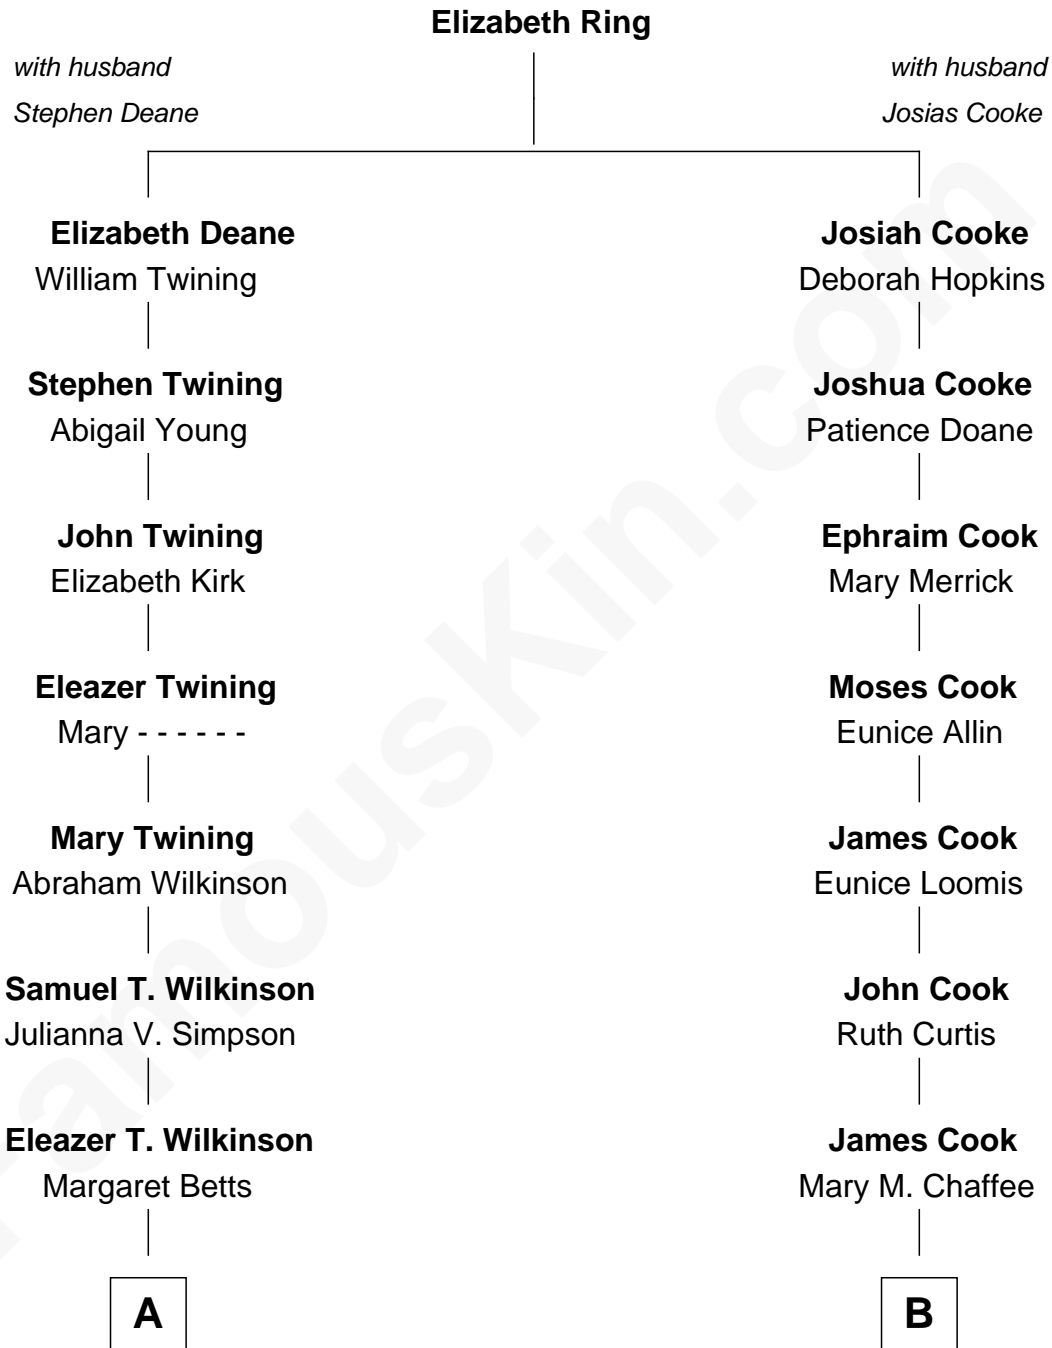 Elizabeth Ring
with husband
Stephen Deane
with husband
Josias Cooke
Elizabeth Deane
William Twining
Josiah Cooke
Deborah Hopkins
Stephen Twining
Abigail Young
Joshua Cooke
Patience Doane
John Twining
Elizabeth Kirk
Ephraim Cook
Mary Merrick
Eleazer Twining
Mary - - - - - -
Moses Cook
Eunice Allin
Mary Twining
Abraham Wilkinson
James Cook
Eunice Loomis
Samuel T. Wilkinson
Julianna V. Simpson
John Cook
Ruth Curtis
Eleazer T. Wilkinson
Margaret Betts
James Cook
Mary M. Chaffee
A
B
FamousKin.com